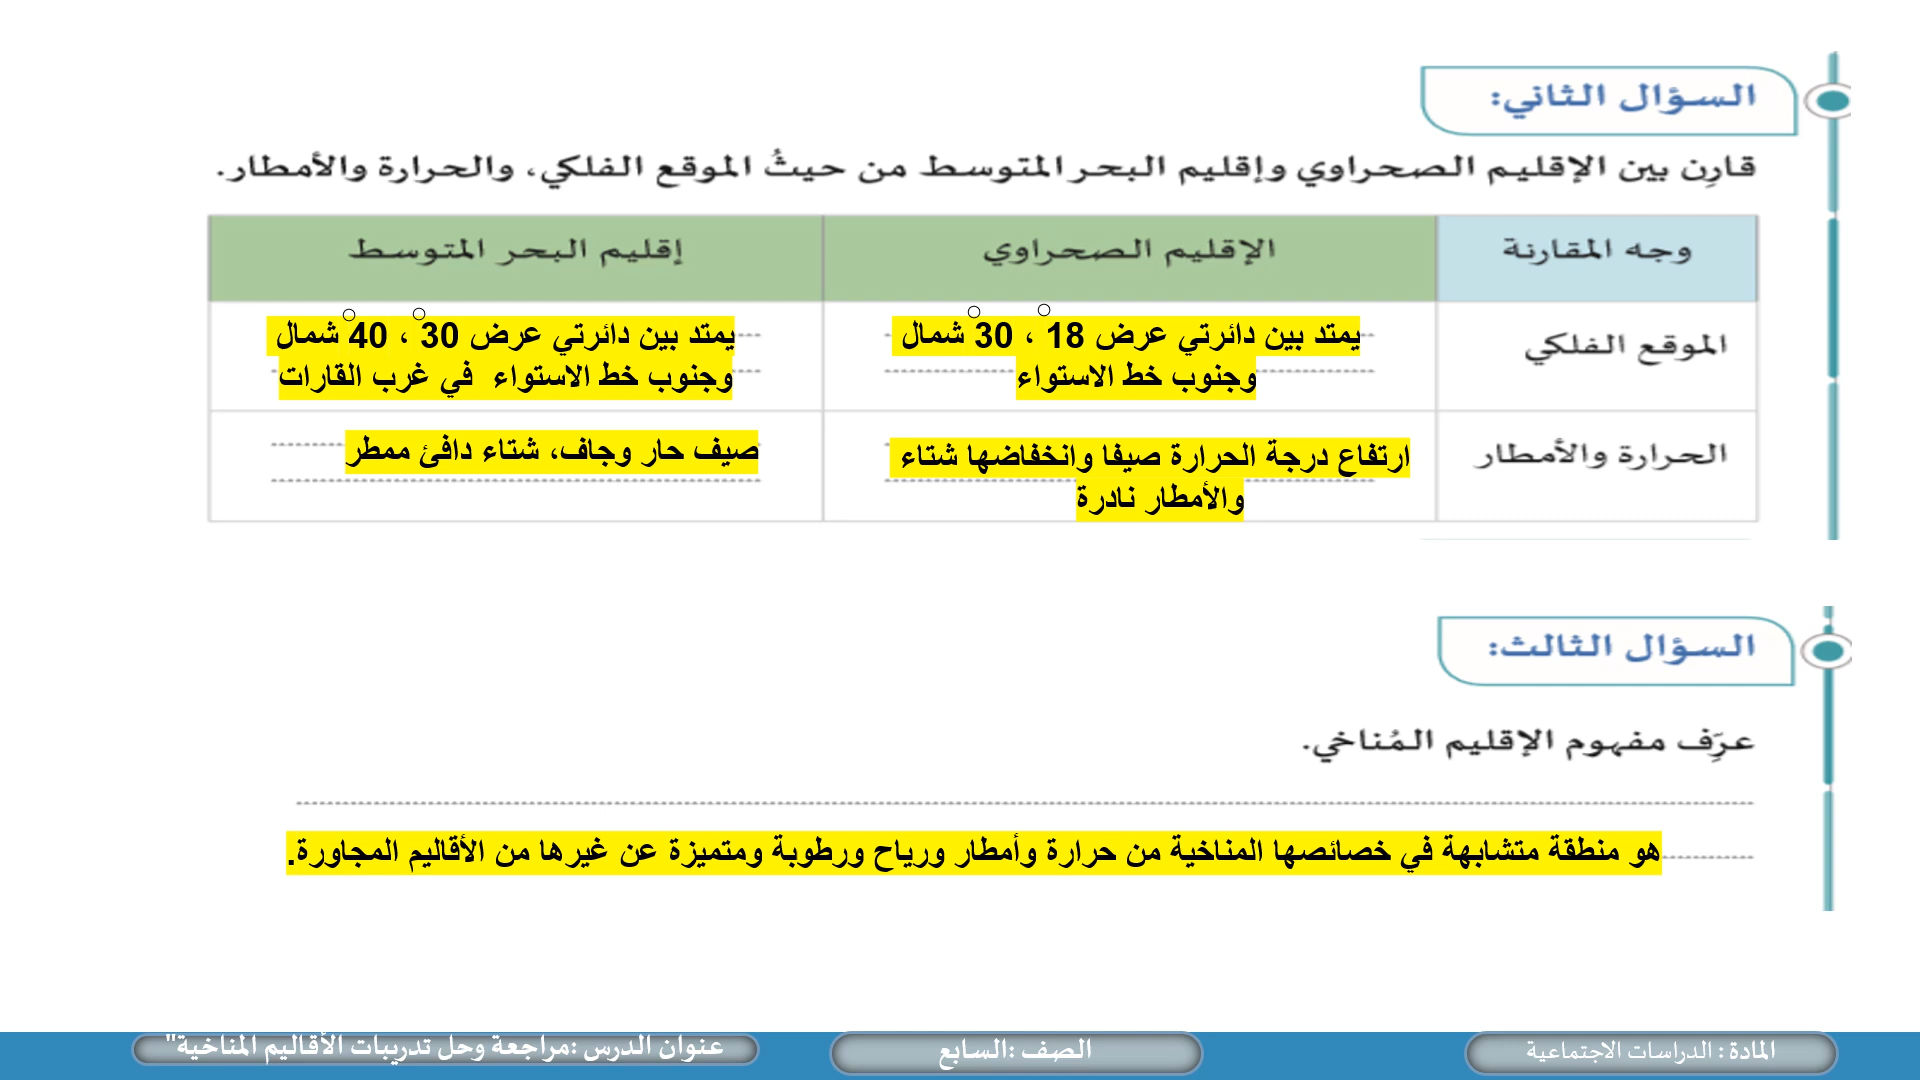 السؤال الثاني:
قارِن بين الإقليم الصحراوي وإقليم البحر المتوسط من حيثُ الموقع الفلكي، والحرارة والأمطار.
وجه المقارنة
الإقليم الصحراوي
إقليم البحر المتوسط
الموقع الفلكي
يمتد بين دائرتي عرض 18°، 30° شمال
وجنوب خط الاستواء
يمتد بين دائرتي عرض 30°، 40° شمال
وجنوب خط الاستواء في غرب القارات
الحرارة والأمطار
ارتفاع درجة الحرارة صيفا وانخفاضها شتاء
والأمطار نادرة
صيف حار وجاف، شتاء دافئ ممطر
السؤال الثالث:
عرِّف مفهوم الإقليم المُناخي.
هو منطقة متشابهة في خصائصها المناخية من حرارة وأمطار ورياح ورطوبة ومتميزة عن غيرها من الأقاليم المجاورة.
المادة : الدراسات الاجتماعية
الصف :السابع
عنوان الدرس :مراجعة وحل تدريبات الأقاليم المناخية"